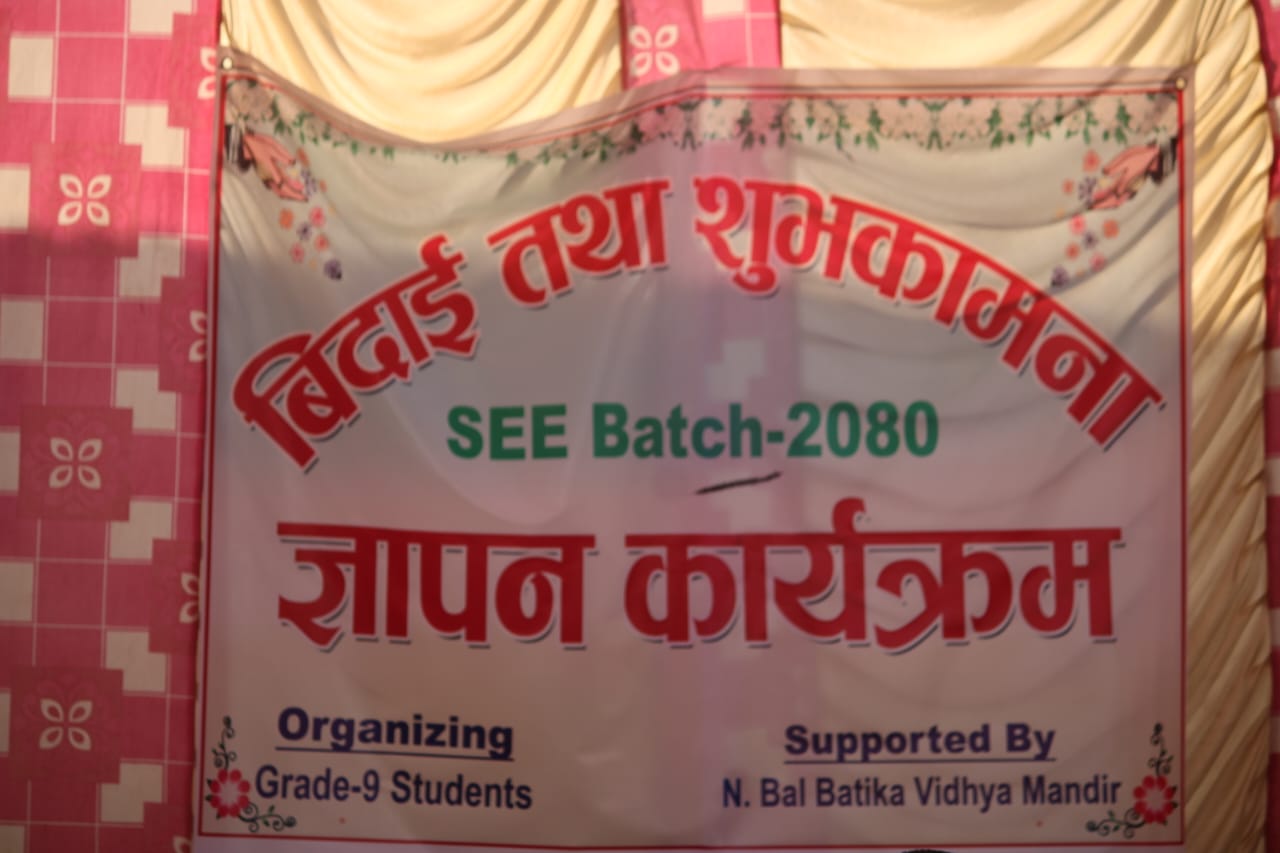 बिदाई तथा शुभकामना
SEE Batch-2080
ज्ञापन कार्यक्रम
Organizing
Grade-9 Students
Supported By
N. Bal Batika Vidhya Mandir